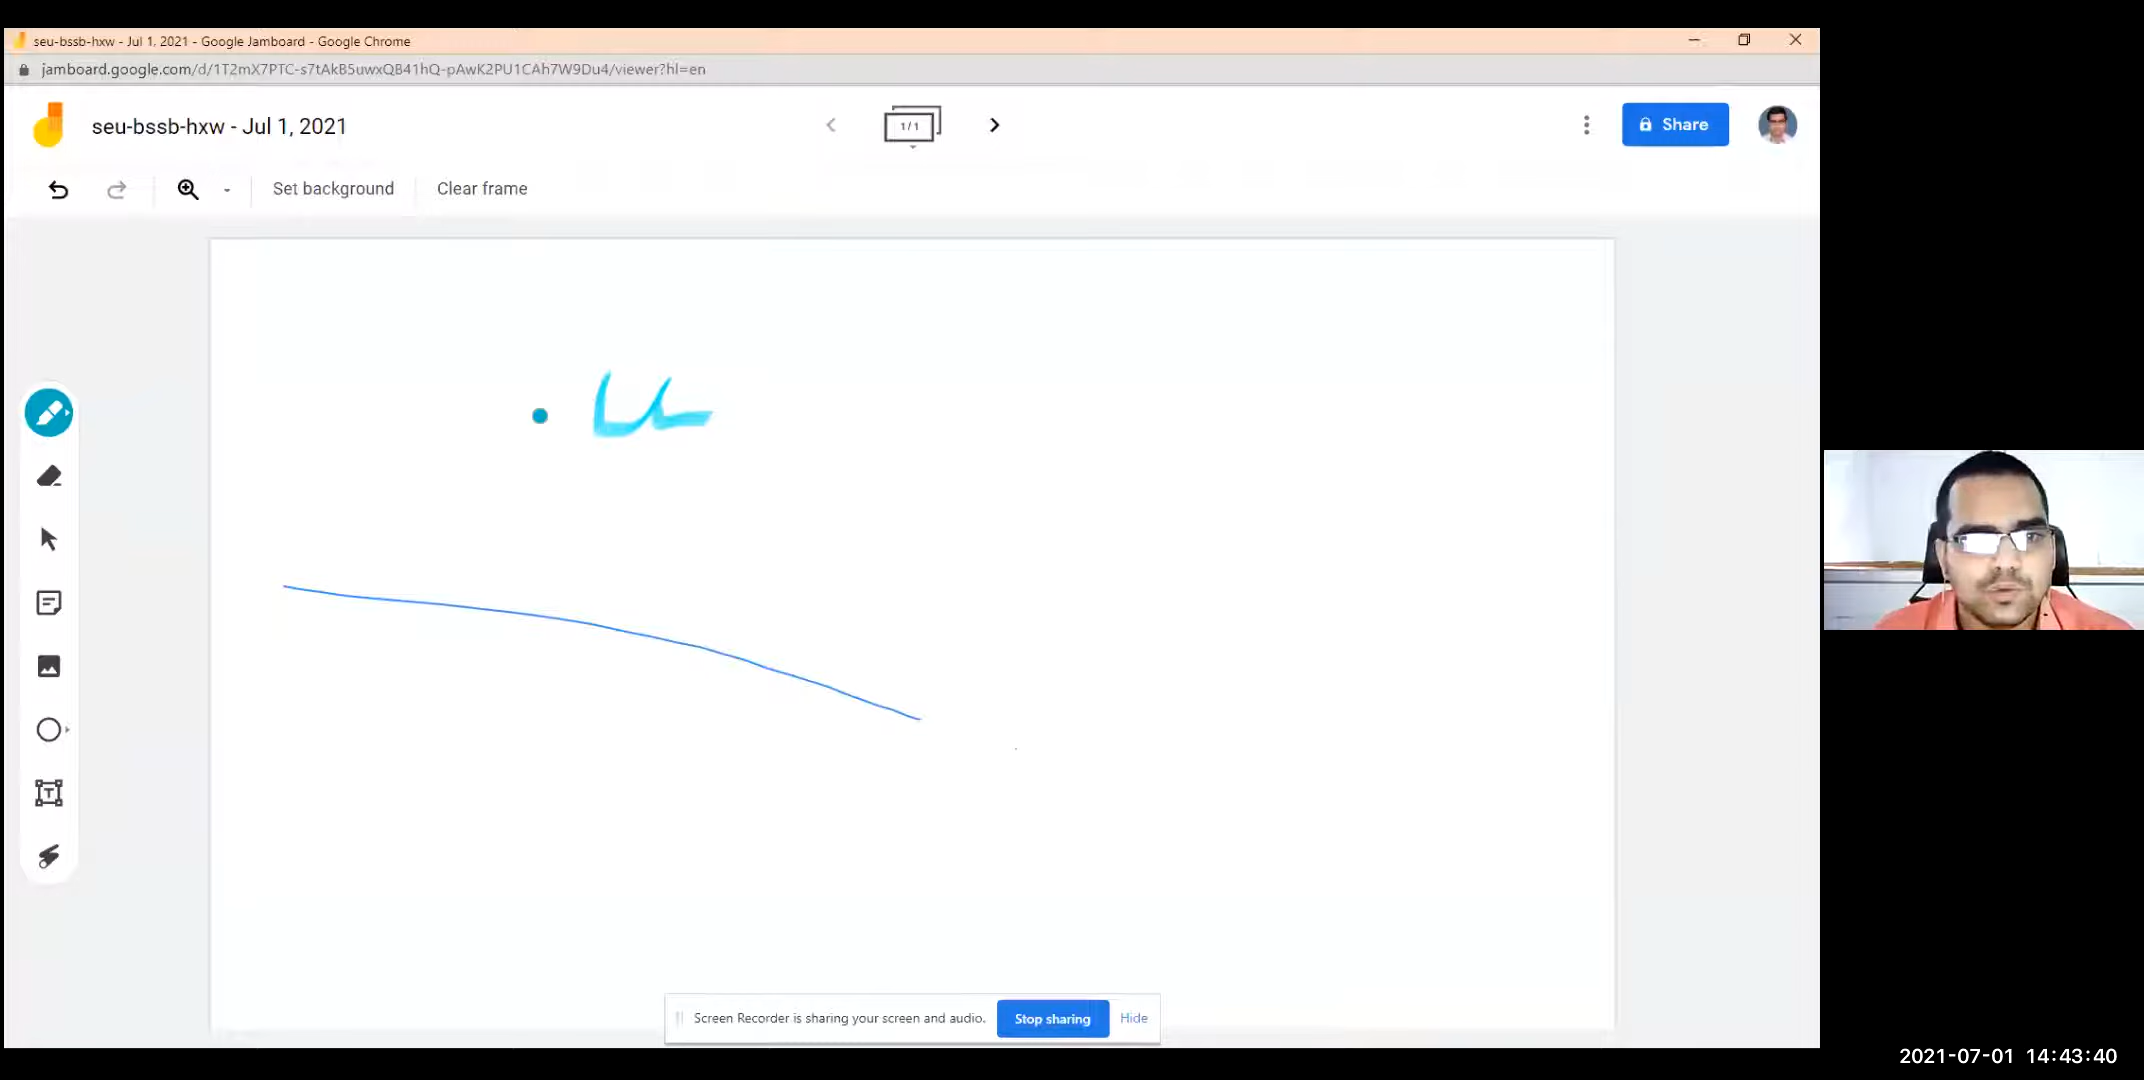 seu-bssb-hxw - Jul 1, 2021 - Google Jamboard - Google Chrome
jamboard.google.com/d/1T2mX7PTC-s7tAkB5uwxQB41hQ-pAwK2PU1CAh7W9Du4/viewer?hl=en
seu-bssb-hxw - Jul 1, 2021
1/1
Share
Set background
Clear frame
Screen Recorder is sharing your screen and audio.
Stop sharing
Hide
2021-07-01 14:43:40